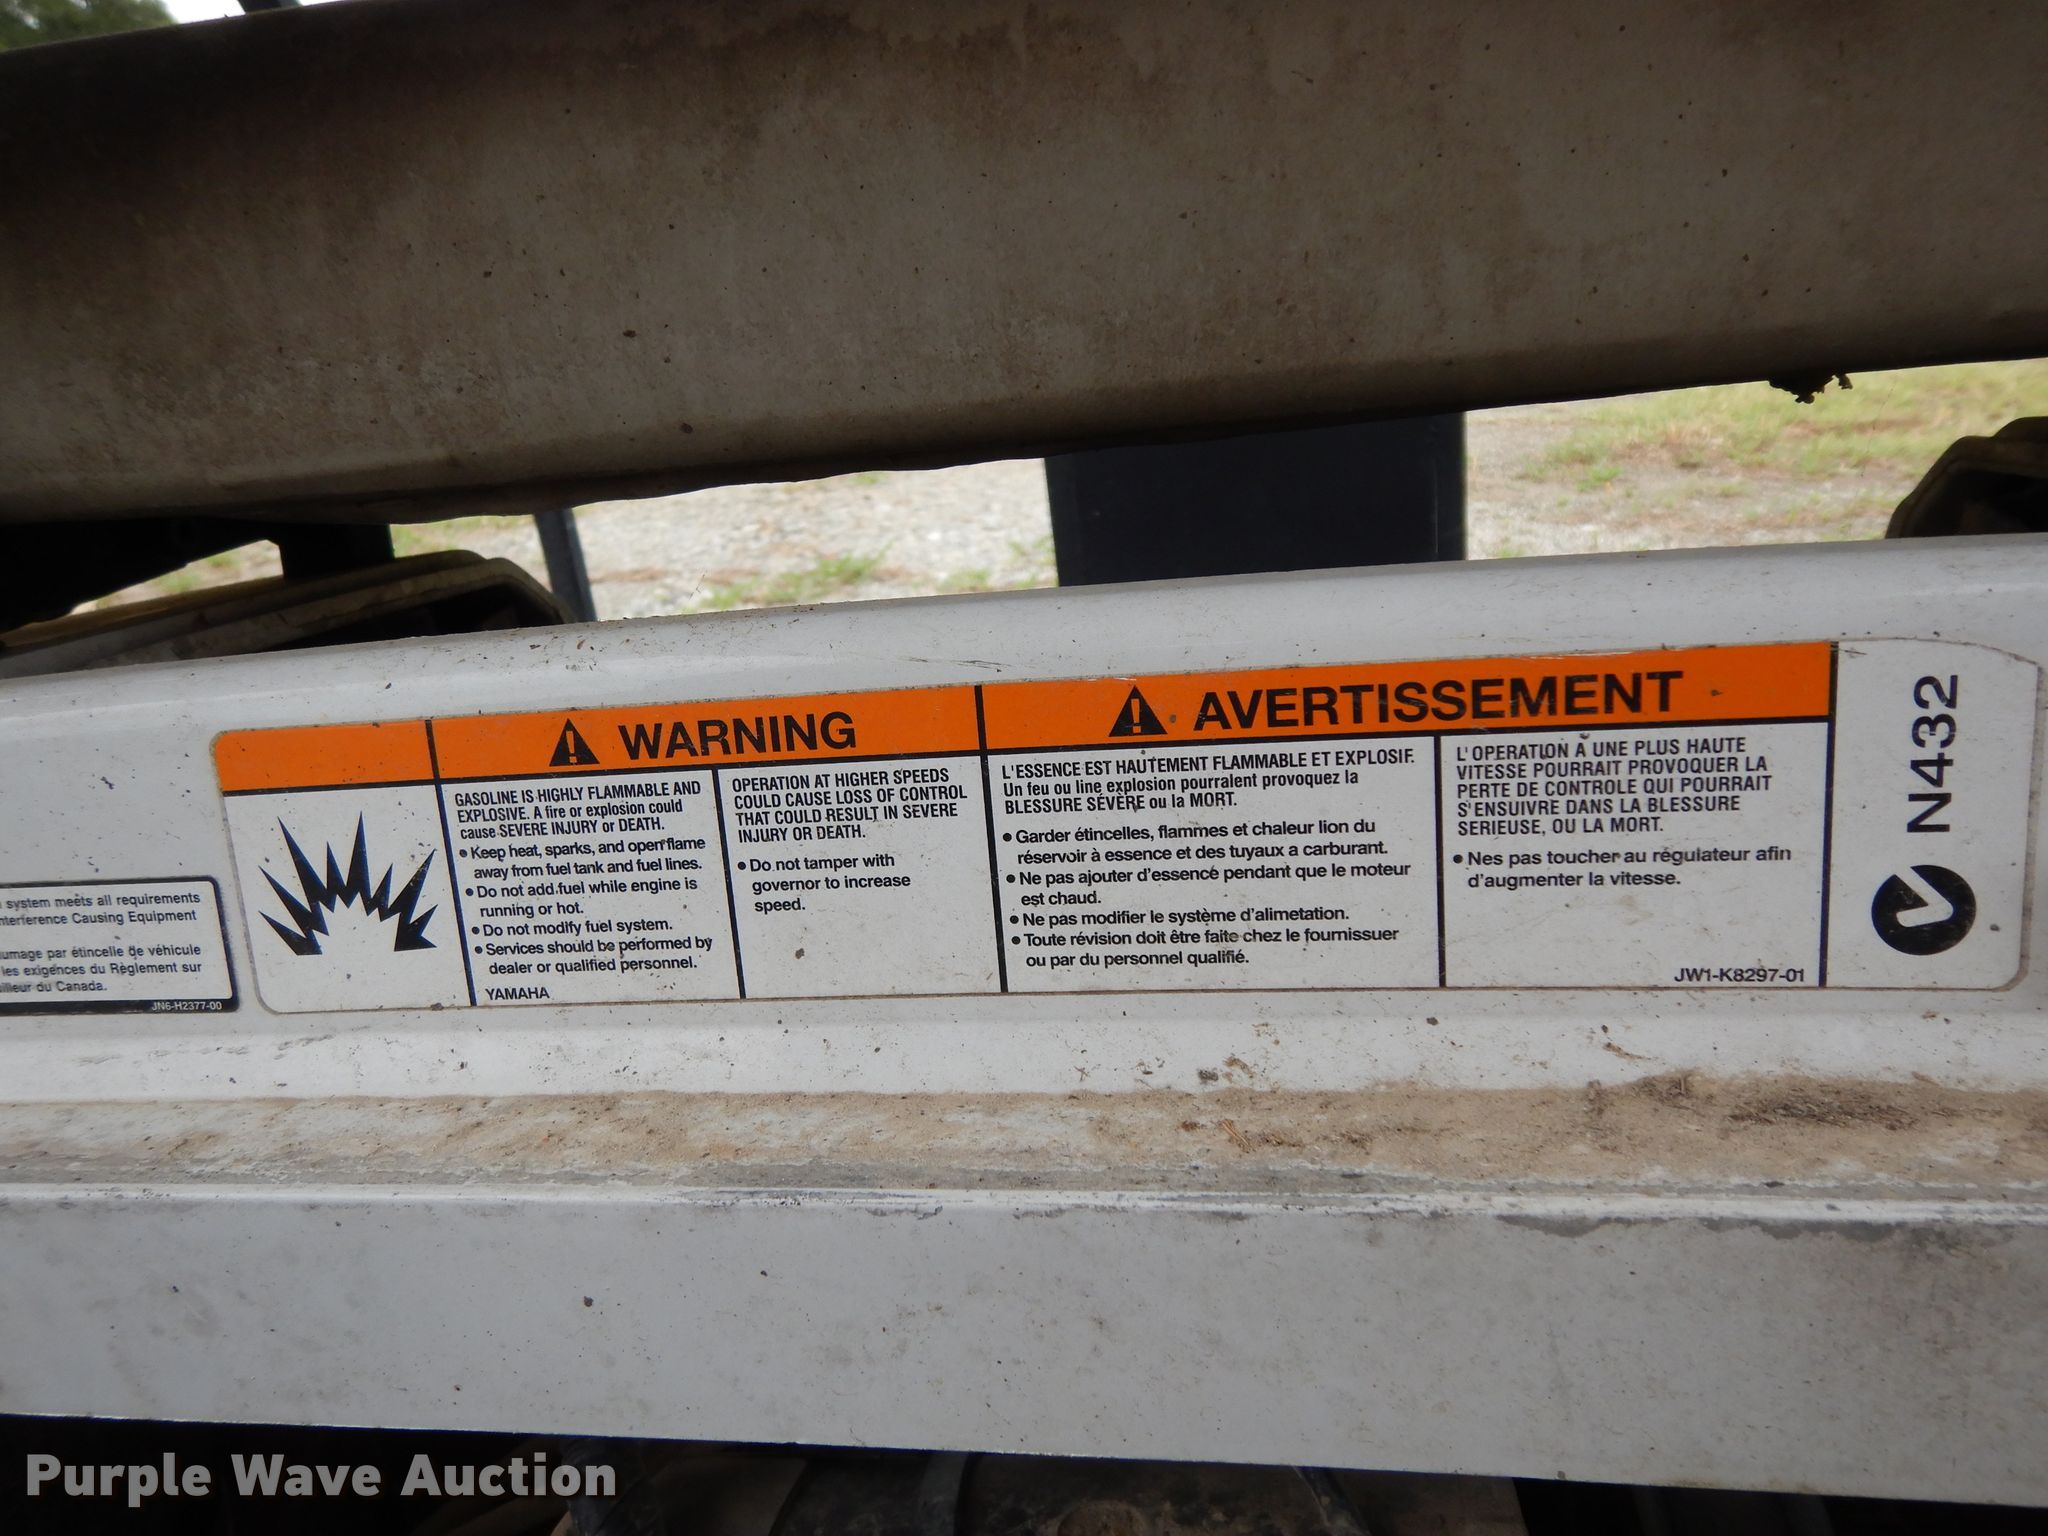 system meets all requirements
nterference Causing Equipment
umage par étincelle de véhicule
les exigences du Règlement sur
illeur du Canada.
JN6-H2377-00
WARNING
GASOLINE IS HIGHLY FLAMMABLE AND
EXPLOSIVE. A fire or explosion could
cause SEVERE INJURY or DEATH.
• Keep heat, sparks, and open flame
away from fuel tank and fuel lines.
• Do not add fuel while engine is
running or hot.
• Do not modify fuel system.
• Services should be performed by
dealer or qualified personnel.
YAMAHA
OPERATION AT HIGHER SPEEDS
COULD CAUSE LOSS OF CONTROL
THAT COULD RESULT IN SEVERE
INJURY OR DEATH.
• Do not tamper with
governor to increase
speed.
AVERTISSEMENT
L'ESSENCE EST HAUTEMENT FLAMMABLE ET EXPLOSIF.
Un feu ou line explosion pourralent provoquez la
BLESSURE SÉVÈRE ou la MORT.
• Garder étincelles, flammes et chaleur lion du
réservoir à essence et des tuyaux a carburant.
• Ne pas ajouter d'essence pendant que le moteur
est chaud.
• Ne pas modifier le système d'alimetation.
• Toute révision doit être faite chez le fournissuer
ou par du personnel qualifié.
L'OPERATION À UNE PLUS HAUTE
VITESSE POURRAIT PROVOQUER LA
PERTE DE CONTROLE QUI POURRAIT
S'ENSUIVRE DANS LA BLESSURE
SERIEUSE, OU LA MORT.
• Nes pas toucher au régulateur afin
d'augmenter la vitesse.
JW1-K8297-01
N432
Purple Wave Auction